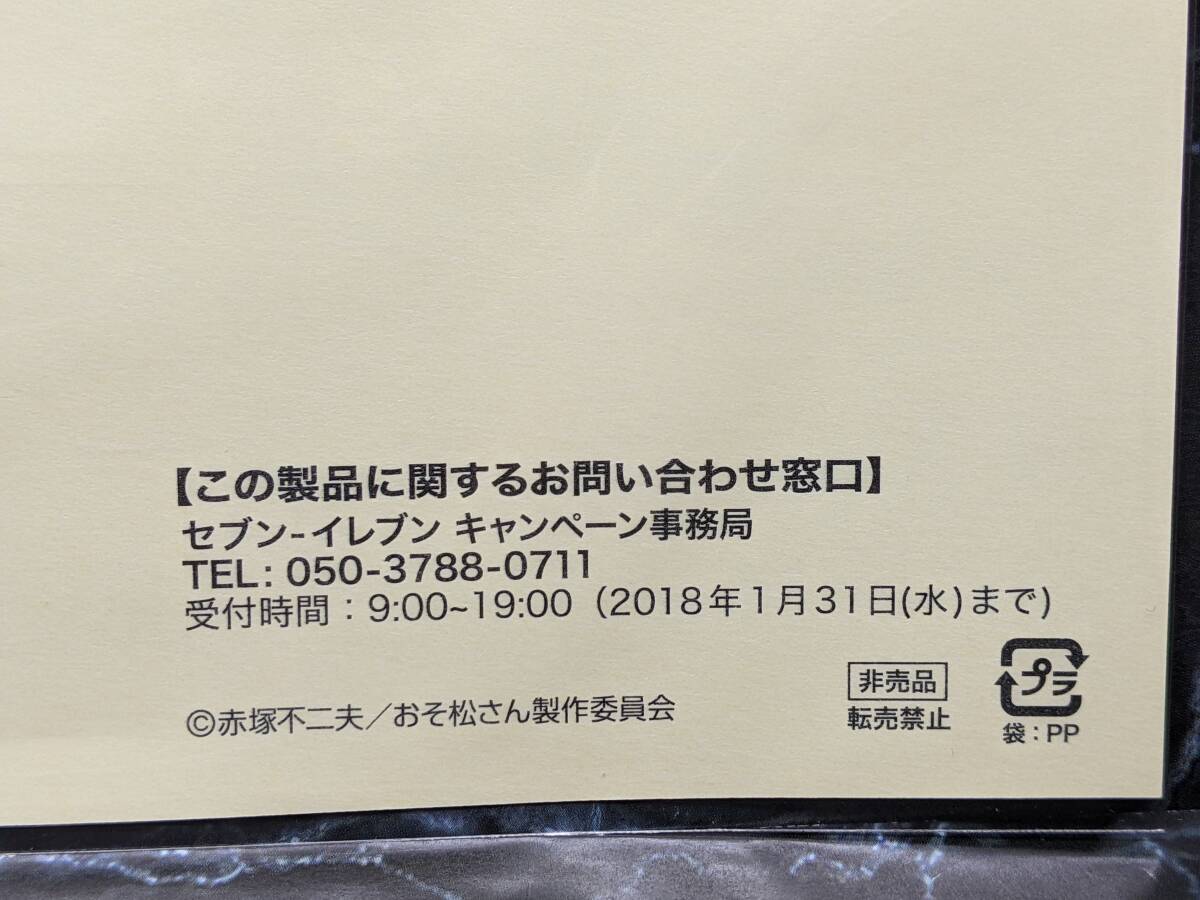 【この製品に関するお問い合わせ窓口】
セブン-イレブン キャンペーン事務局
TEL: 050-3788-0711
受付時間：9:00~19:00（2018年1月31日(水)まで）
©赤塚不二夫／おそ松さん製作委員会
非売品
転売禁止
プラ
袋：PP